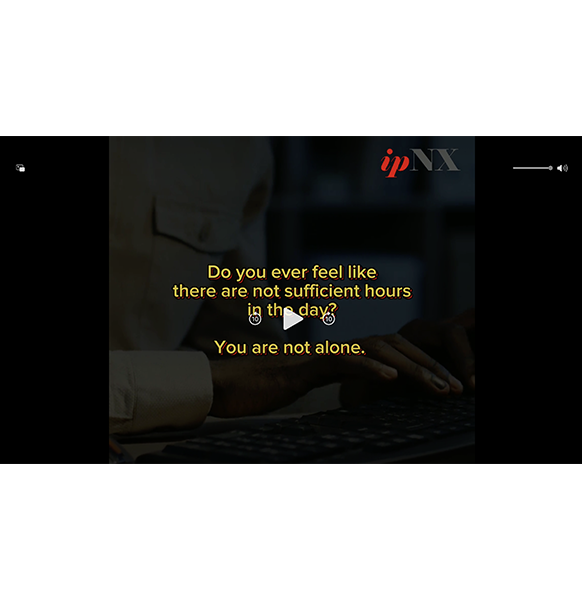 ipNX
Do you ever feel like
there are not sufficient hours
in the day?
10
10
You are not alone.